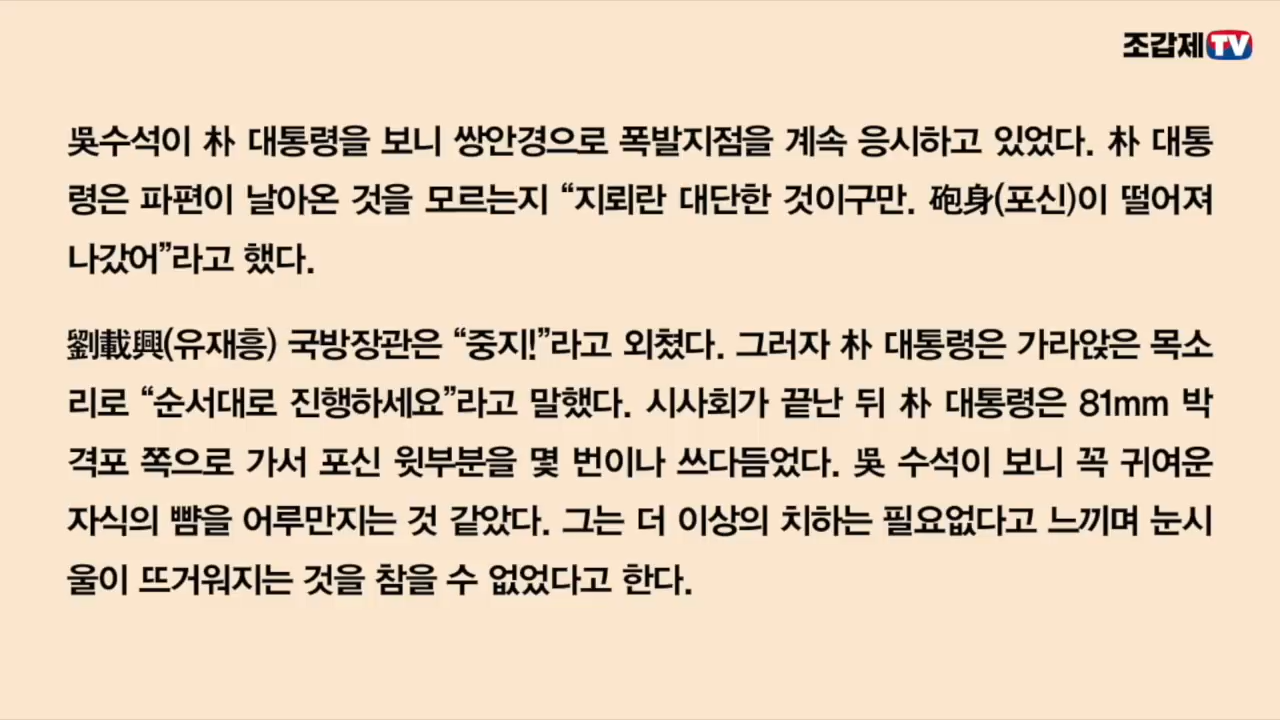 조갑제TV
吳수석이 朴 대통령을 보니 쌍안경으로 폭발지점을 계속 응시하고 있었다. 朴 대통
령은 파편이 날아온 것을 모르는지 “지뢰란 대단한 것이구만. 砲身(포신)이 떨어져
나갔어”라고 했다.
劉載興(유재흥) 국방장관은 “중지!”라고 외쳤다. 그러자 朴 대통령은 가라앉은 목소
리로 “순서대로 진행하세요”라고 말했다. 시사회가 끝난 뒤 朴 대통령은 81mm 박
격포 쪽으로 가서 포신 윗부분을 몇 번이나 쓰다듬었다. 吳 수석이 보니 꼭 귀여운
자식의 뺨을 어루만지는 것 같았다. 그는 더 이상의 치하는 필요없다고 느끼며 눈시
울이 뜨거워지는 것을 참을 수 없었다고 한다.